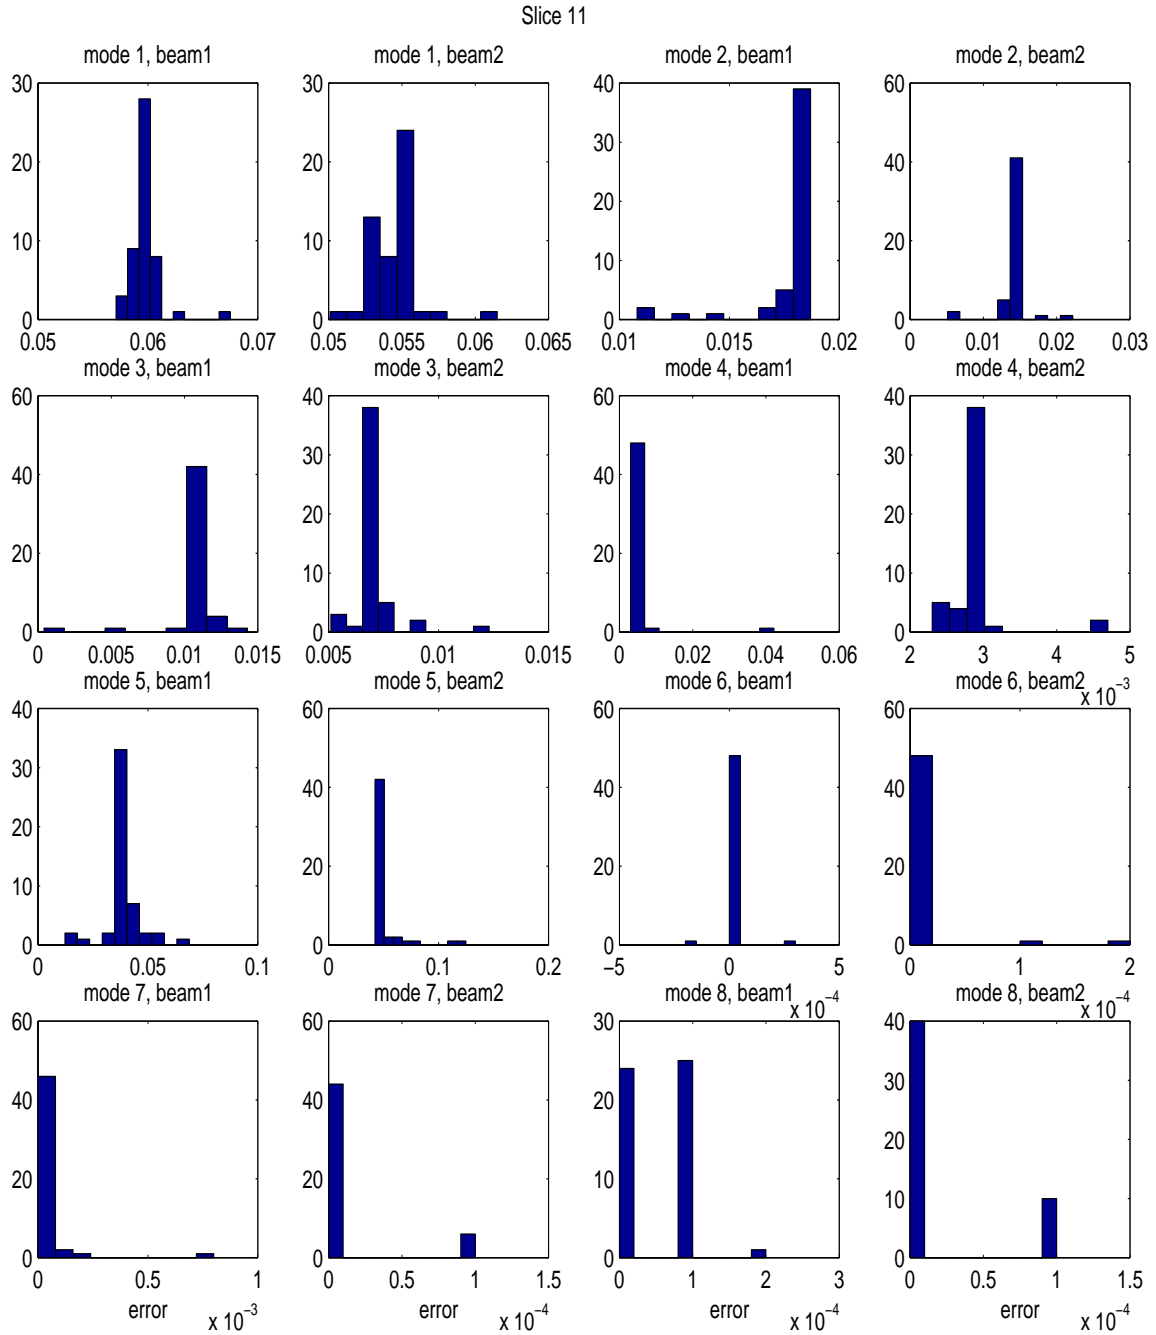 Slice 11
mode 1, beam1 mode 1, beam2 mode 2, beam1 mode 2, beam2
30 30 40 60
30
20 20 40
20
10 10 20
10
0 0 0 0
0.05 0.06 0.07 0.05 0.055 0.06 0.065 0.01 0.015 0.02 0 0.01 0.02 0.03
mode 3, beam1 mode 3, beam2 mode 4, beam1 mode 4, beam2
60 40 60 40
30 30
40 40
20 20
20 20
10 10
0 0 0 0
0 0.005 0.01 0.015 0.005 0.01 0.015 0 0.02 0.04 0.06 2 3 4 5
x 10⁻³
mode 5, beam1 mode 5, beam2 mode 6, beam1 mode 6, beam2
40 60 60 60
30
40 40 40
20
20 20 20
10
0 0 0 0
0 0.05 0.1 0 0.1 0.2 −5 0 5 0 1 2
x 10⁻⁴ x 10⁻⁴
mode 7, beam1 mode 7, beam2 mode 8, beam1 mode 8, beam2
60 60 30 40
30
40 40 20
20
20 20 10
10
0 0 0 0
0 0.5 1 0 0.5 1 1.5 0 1 2 3 0 0.5 1 1.5
error error error error
x 10⁻³ x 10⁻⁴ x 10⁻⁴ x 10⁻⁴